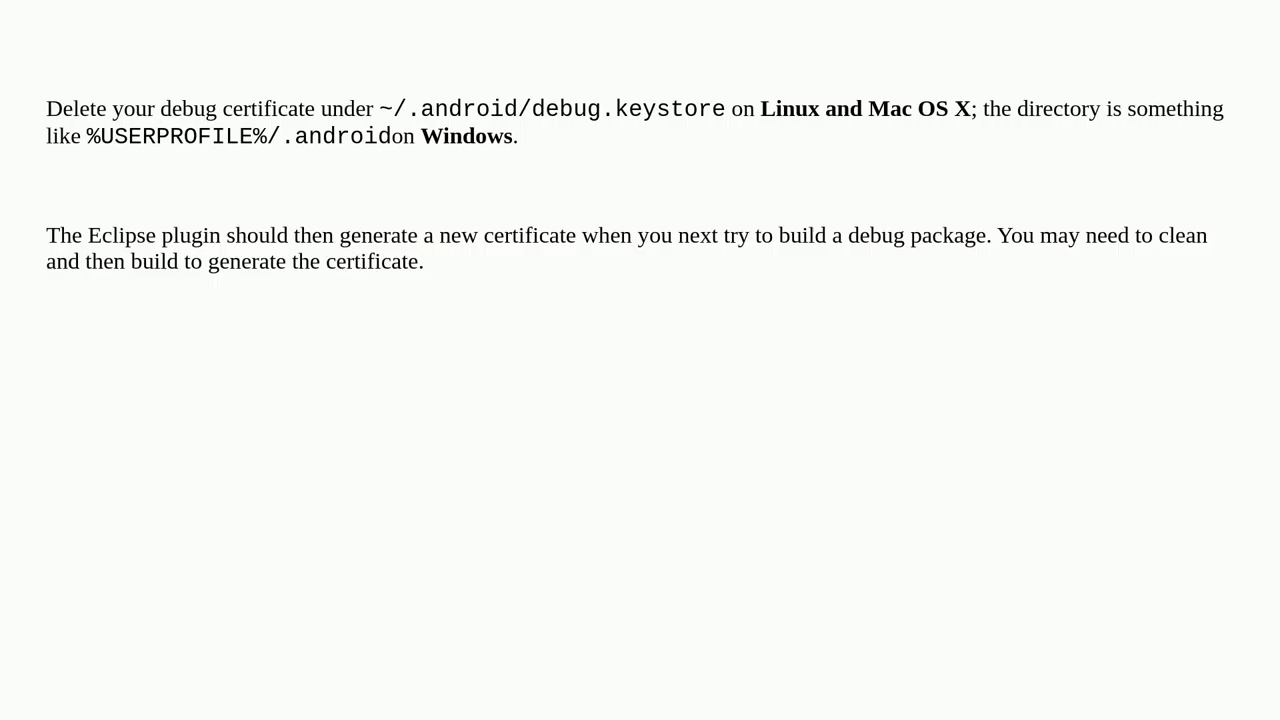 Delete your debug certificate under ~/.android/debug.keystore on Linux and Mac OS X; the directory is something
like %USERPROFILE%/.androidon Windows.
The Eclipse plugin should then generate a new certificate when you next try to build a debug package. You may need to clean
and then build to generate the certificate.